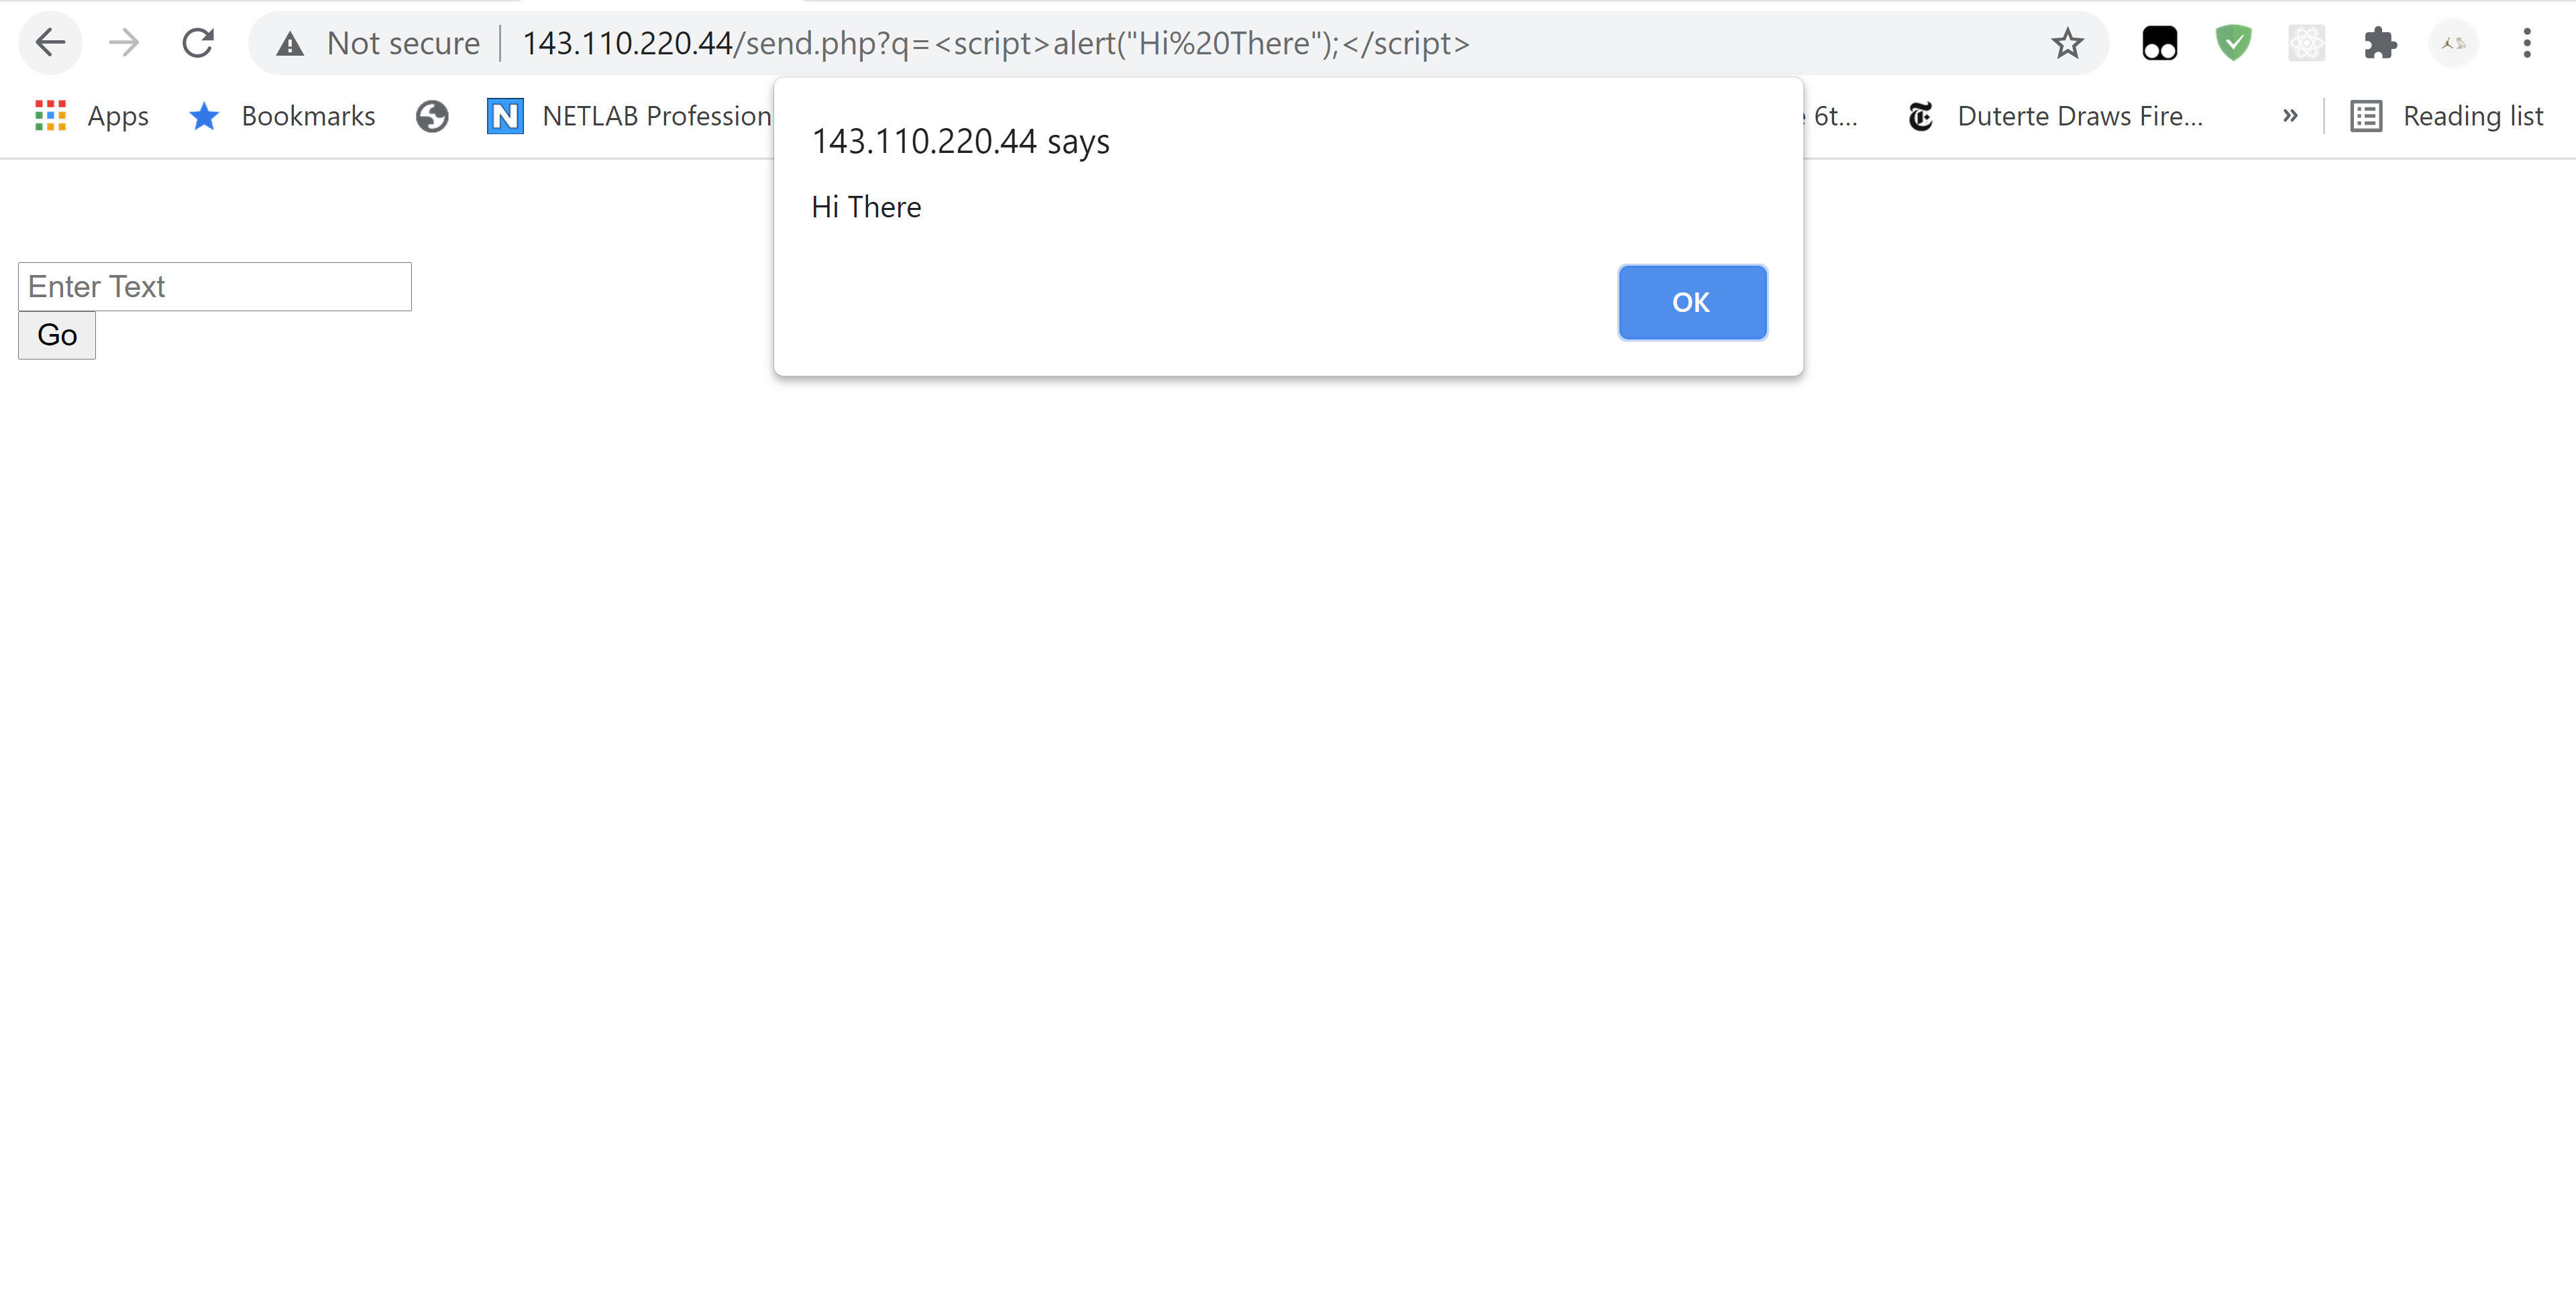 Not secure | 143.110.220.44/send.php?q=<script>alert("Hi%20There");</script>
Apps Bookmarks N NETLAB Profession 6t... Duterte Draws Fire... » Reading list
143.110.220.44 says
Hi There
OK
Enter Text
Go